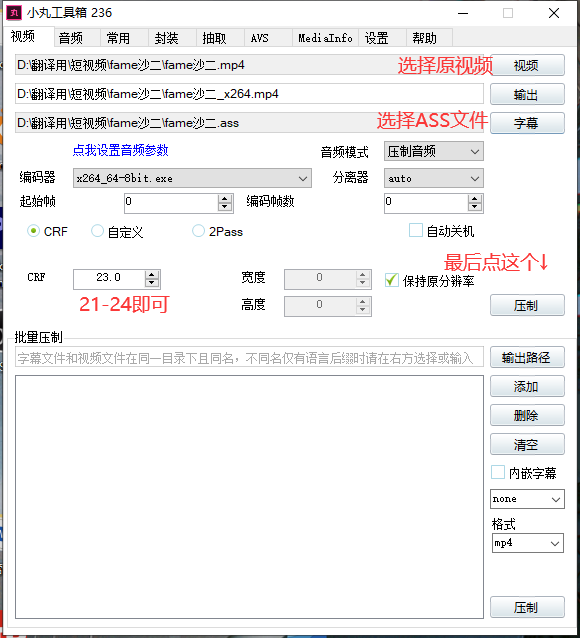 小丸工具箱 236
视频 音频 常用 封装 抽取 AVS MediaInfo 设置 帮助
D:\翻译用\短视频\fame沙二\fame沙二.mp4 选择原视频 视频
D:\翻译用\短视频\fame沙二\fame沙二_x264.mp4 输出
D:\翻译用\短视频\fame沙二\fame沙二.ass 选择ASS文件 字幕
点我设置音频参数 音频模式 压制音频
编码器 x264_64-8bit.exe 分离器 auto
起始帧 0 编码帧数 0
CRF 自定义 2Pass 自动关机
最后点这个↓
CRF 23.0 宽度 0 保持原分辨率
21-24即可 高度 0 压制
批量压制
字幕文件和视频文件在同一目录下且同名，不同名仅有语言后缀时请在右方选择或输入 输出路径
添加
删除
清空
内嵌字幕
none
格式
mp4
压制